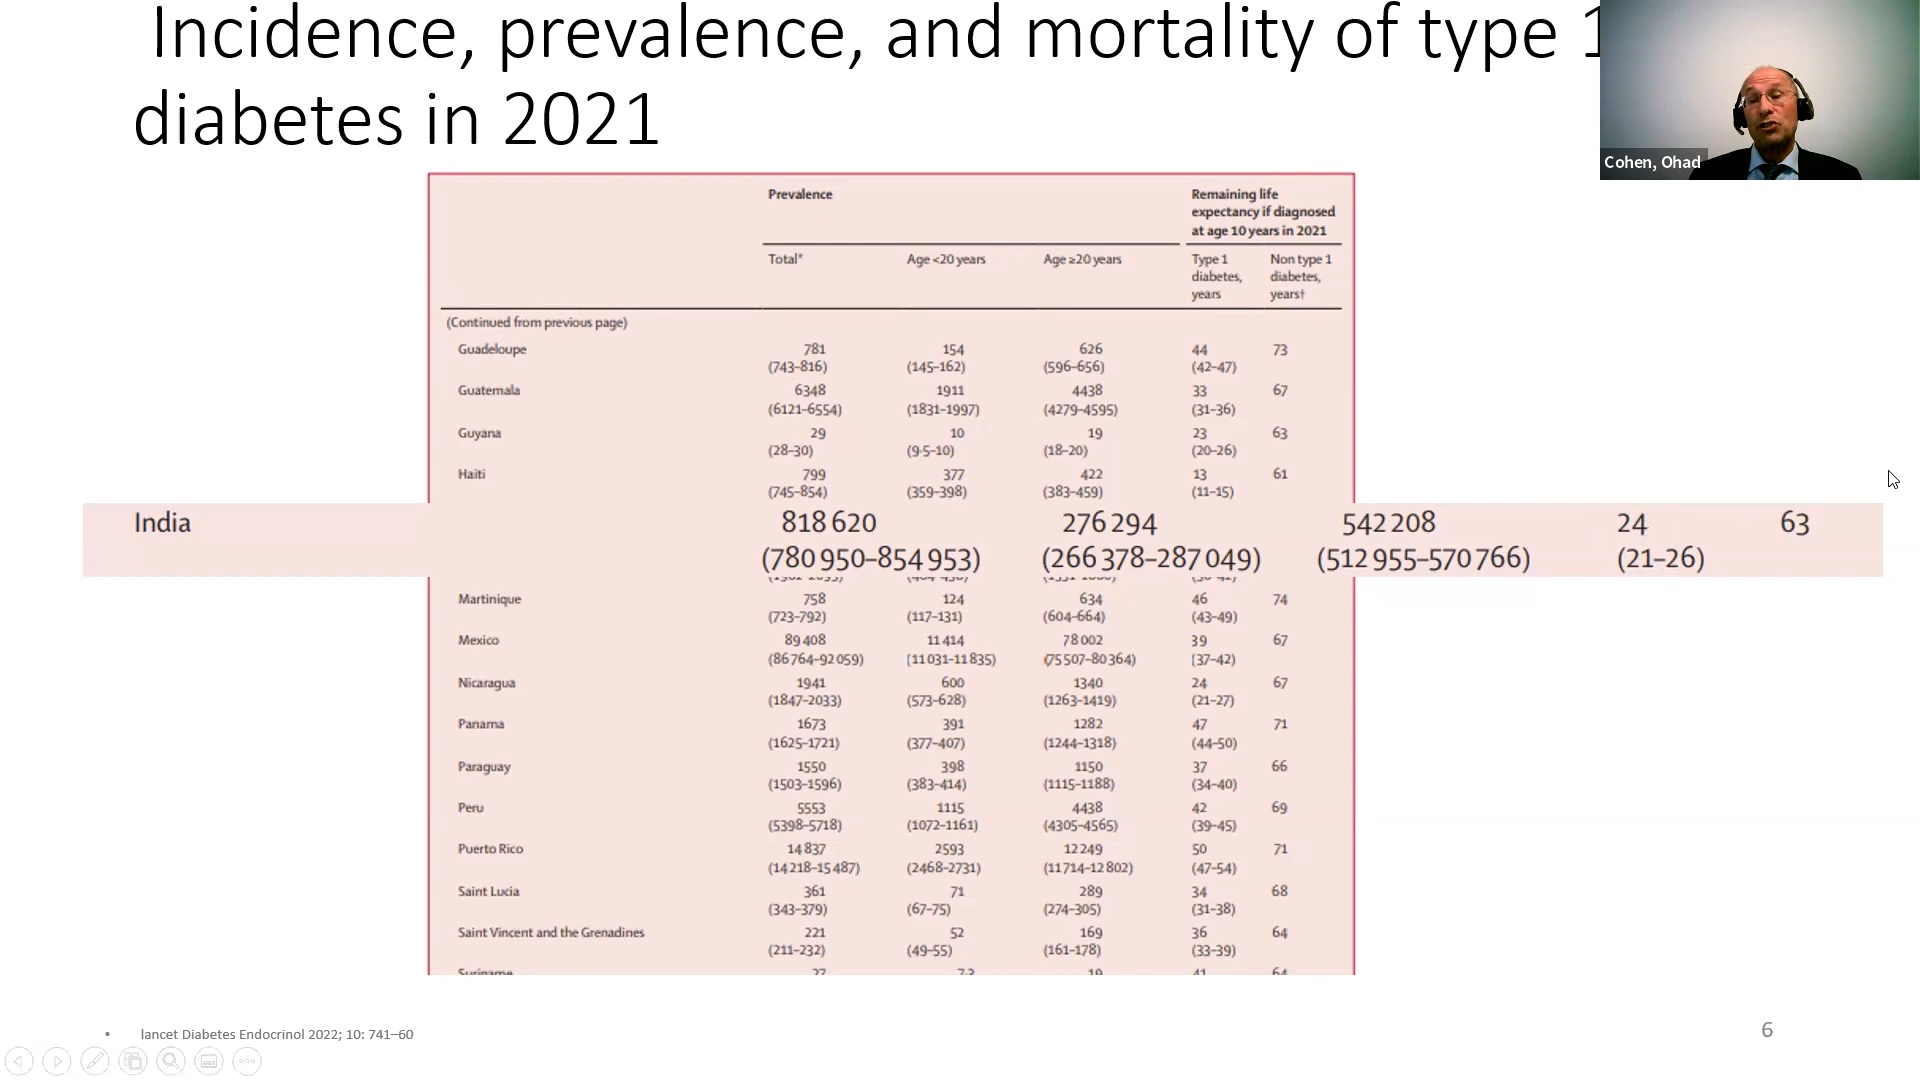 Incidence, prevalence, and mortality of type 1
diabetes in 2021
Cohen, Ohad
Prevalence
Remaining life
expectancy if diagnosed
at age 10 years in 2021
Total* Age <20 years Age ≥20 years Type 1 diabetes, years Non type 1 diabetes, years†
(Continued from previous page)
Guadeloupe 781 154 626 44 73
(743–816) (145–162) (596–656) (42–47)
Guatemala 6348 1911 4438 33 67
(6121–6554) (1831–1997) (4279–4595) (31–36)
Guyana 29 10 19 23 63
(28–30) (9·5–10) (18–20) (20–26)
Haiti 799 377 422 13 61
(745–854) (359–398) (383–459) (11–15)
India 818 620 276 294 542 208 24 63
(780 950–854 953) (266 378–287 049) (512 955–570 766) (21–26)
Martinique 758 124 634 46 74
(723–792) (117–131) (604–664) (43–49)
Mexico 89 408 11 414 78 002 39 67
(86 764–92 059) (11 031–11 835) (75 507–80 364) (37–42)
Nicaragua 1941 600 1340 24 67
(1847–2033) (573–628) (1263–1419) (21–27)
Panama 1673 391 1282 47 71
(1625–1721) (377–407) (1244–1318) (44–50)
Paraguay 1550 398 1150 37 66
(1503–1596) (383–414) (1115–1188) (34–40)
Peru 5553 1115 4438 42 69
(5398–5718) (1072–1161) (4305–4565) (39–45)
Puerto Rico 14 837 2593 12 249 50 71
(14 218–15 487) (2468–2731) (11 714–12 802) (47–54)
Saint Lucia 361 71 289 34 68
(343–379) (67–75) (274–305) (31–38)
Saint Vincent and the Grenadines 221 52 169 36 64
(211–232) (49–55) (161–178) (33–39)
• lancet Diabetes Endocrinol 2022; 10: 741–60
6